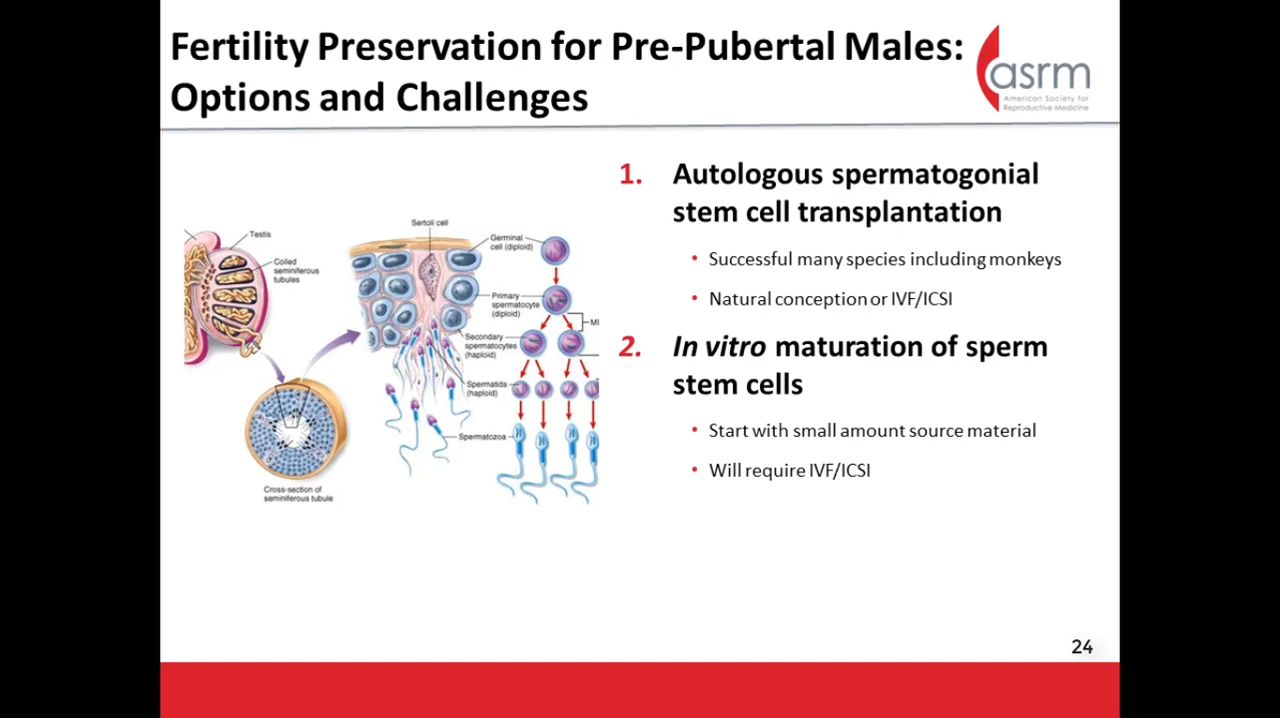 Fertility Preservation for Pre-Pubertal Males:
Options and Challenges
asrm
American Society for
Reproductive Medicine
Testis
Coiled
seminiferous
tubules
Cross-section of
seminiferous tubule
Sertoli cell
Germinal
cell (diploid)
Primary
spermatocyte
(diploid)
MI
Secondary
spermatocytes
(haploid)
Spermatids
(haploid)
Spermatozoa
1. Autologous spermatogonial
stem cell transplantation
• Successful many species including monkeys
• Natural conception or IVF/ICSI
2. In vitro maturation of sperm
stem cells
• Start with small amount source material
• Will require IVF/ICSI
24